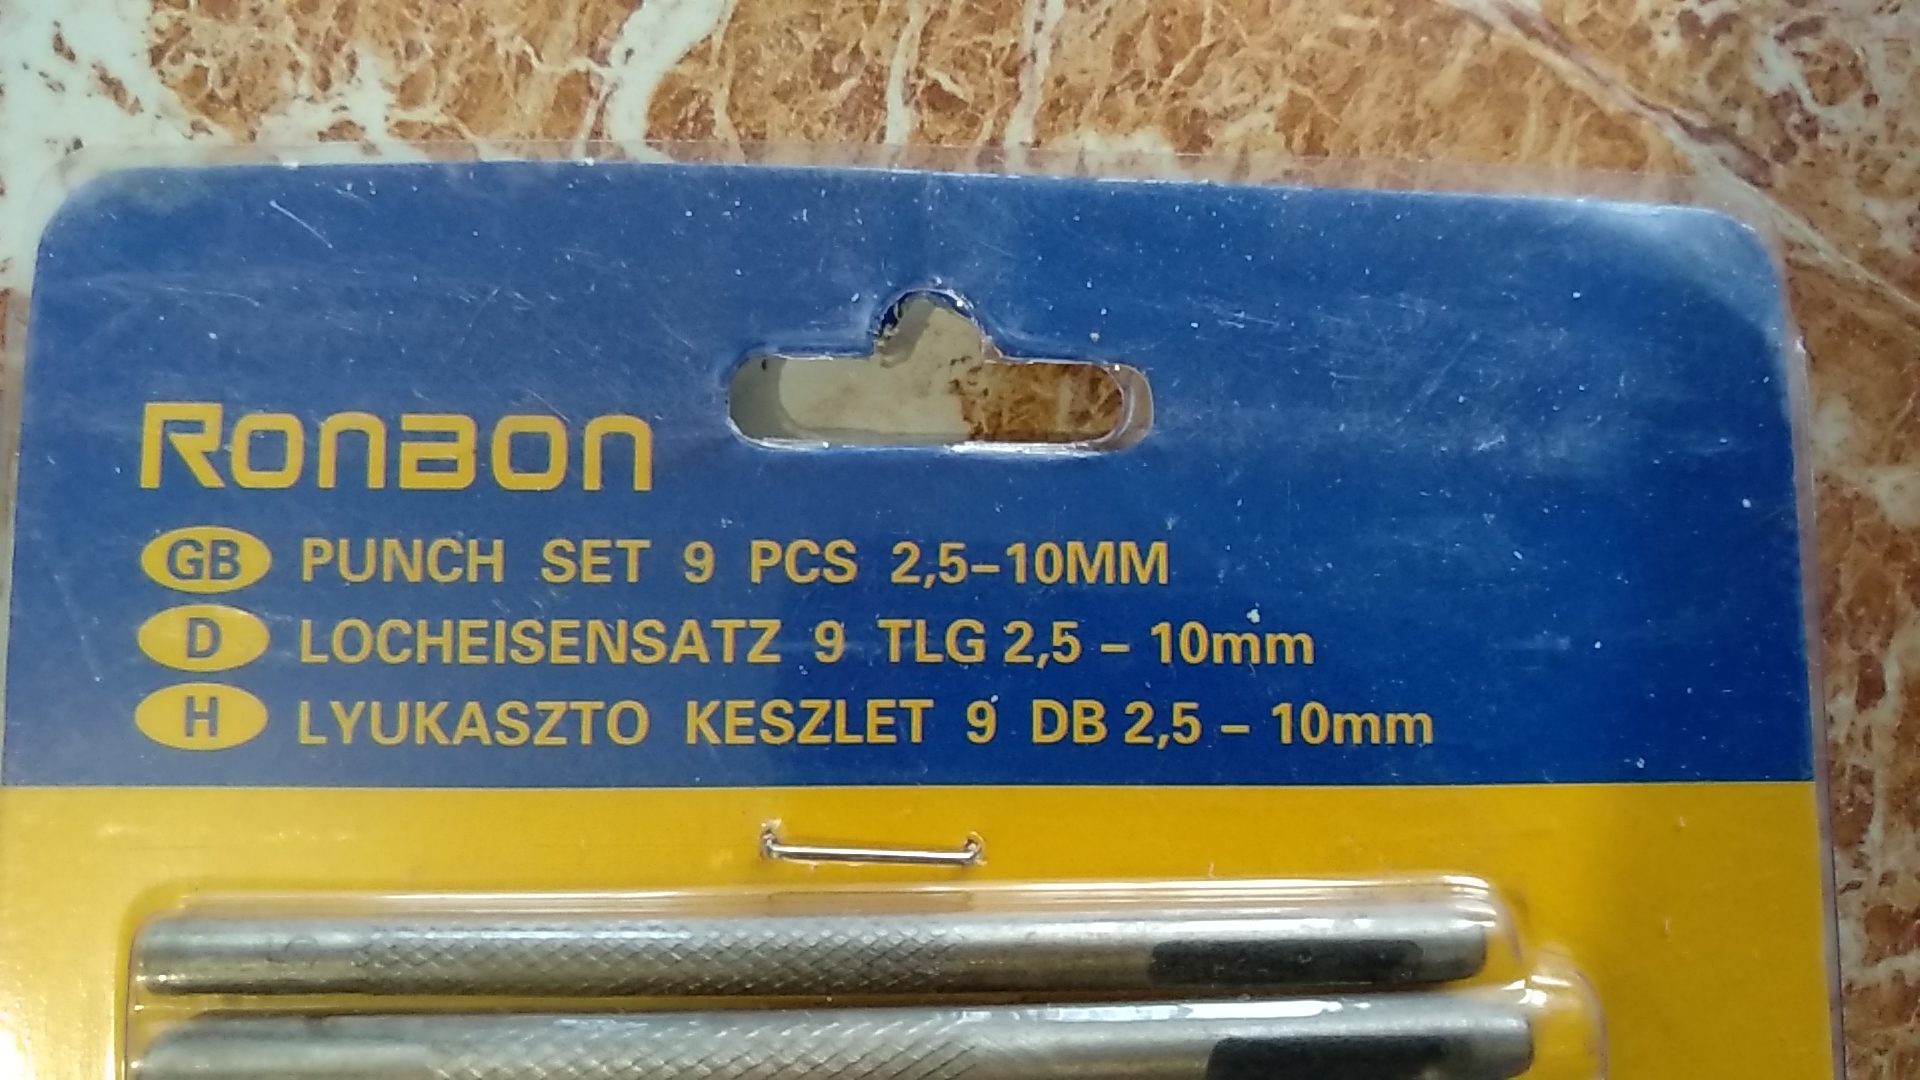 RONBON
GB PUNCH SET 9 PCS 2,5-10MM
D LOCHEISENSATZ 9 TLG 2,5 - 10mm
H LYUKASZTO KESZLET 9 DB 2,5 - 10mm